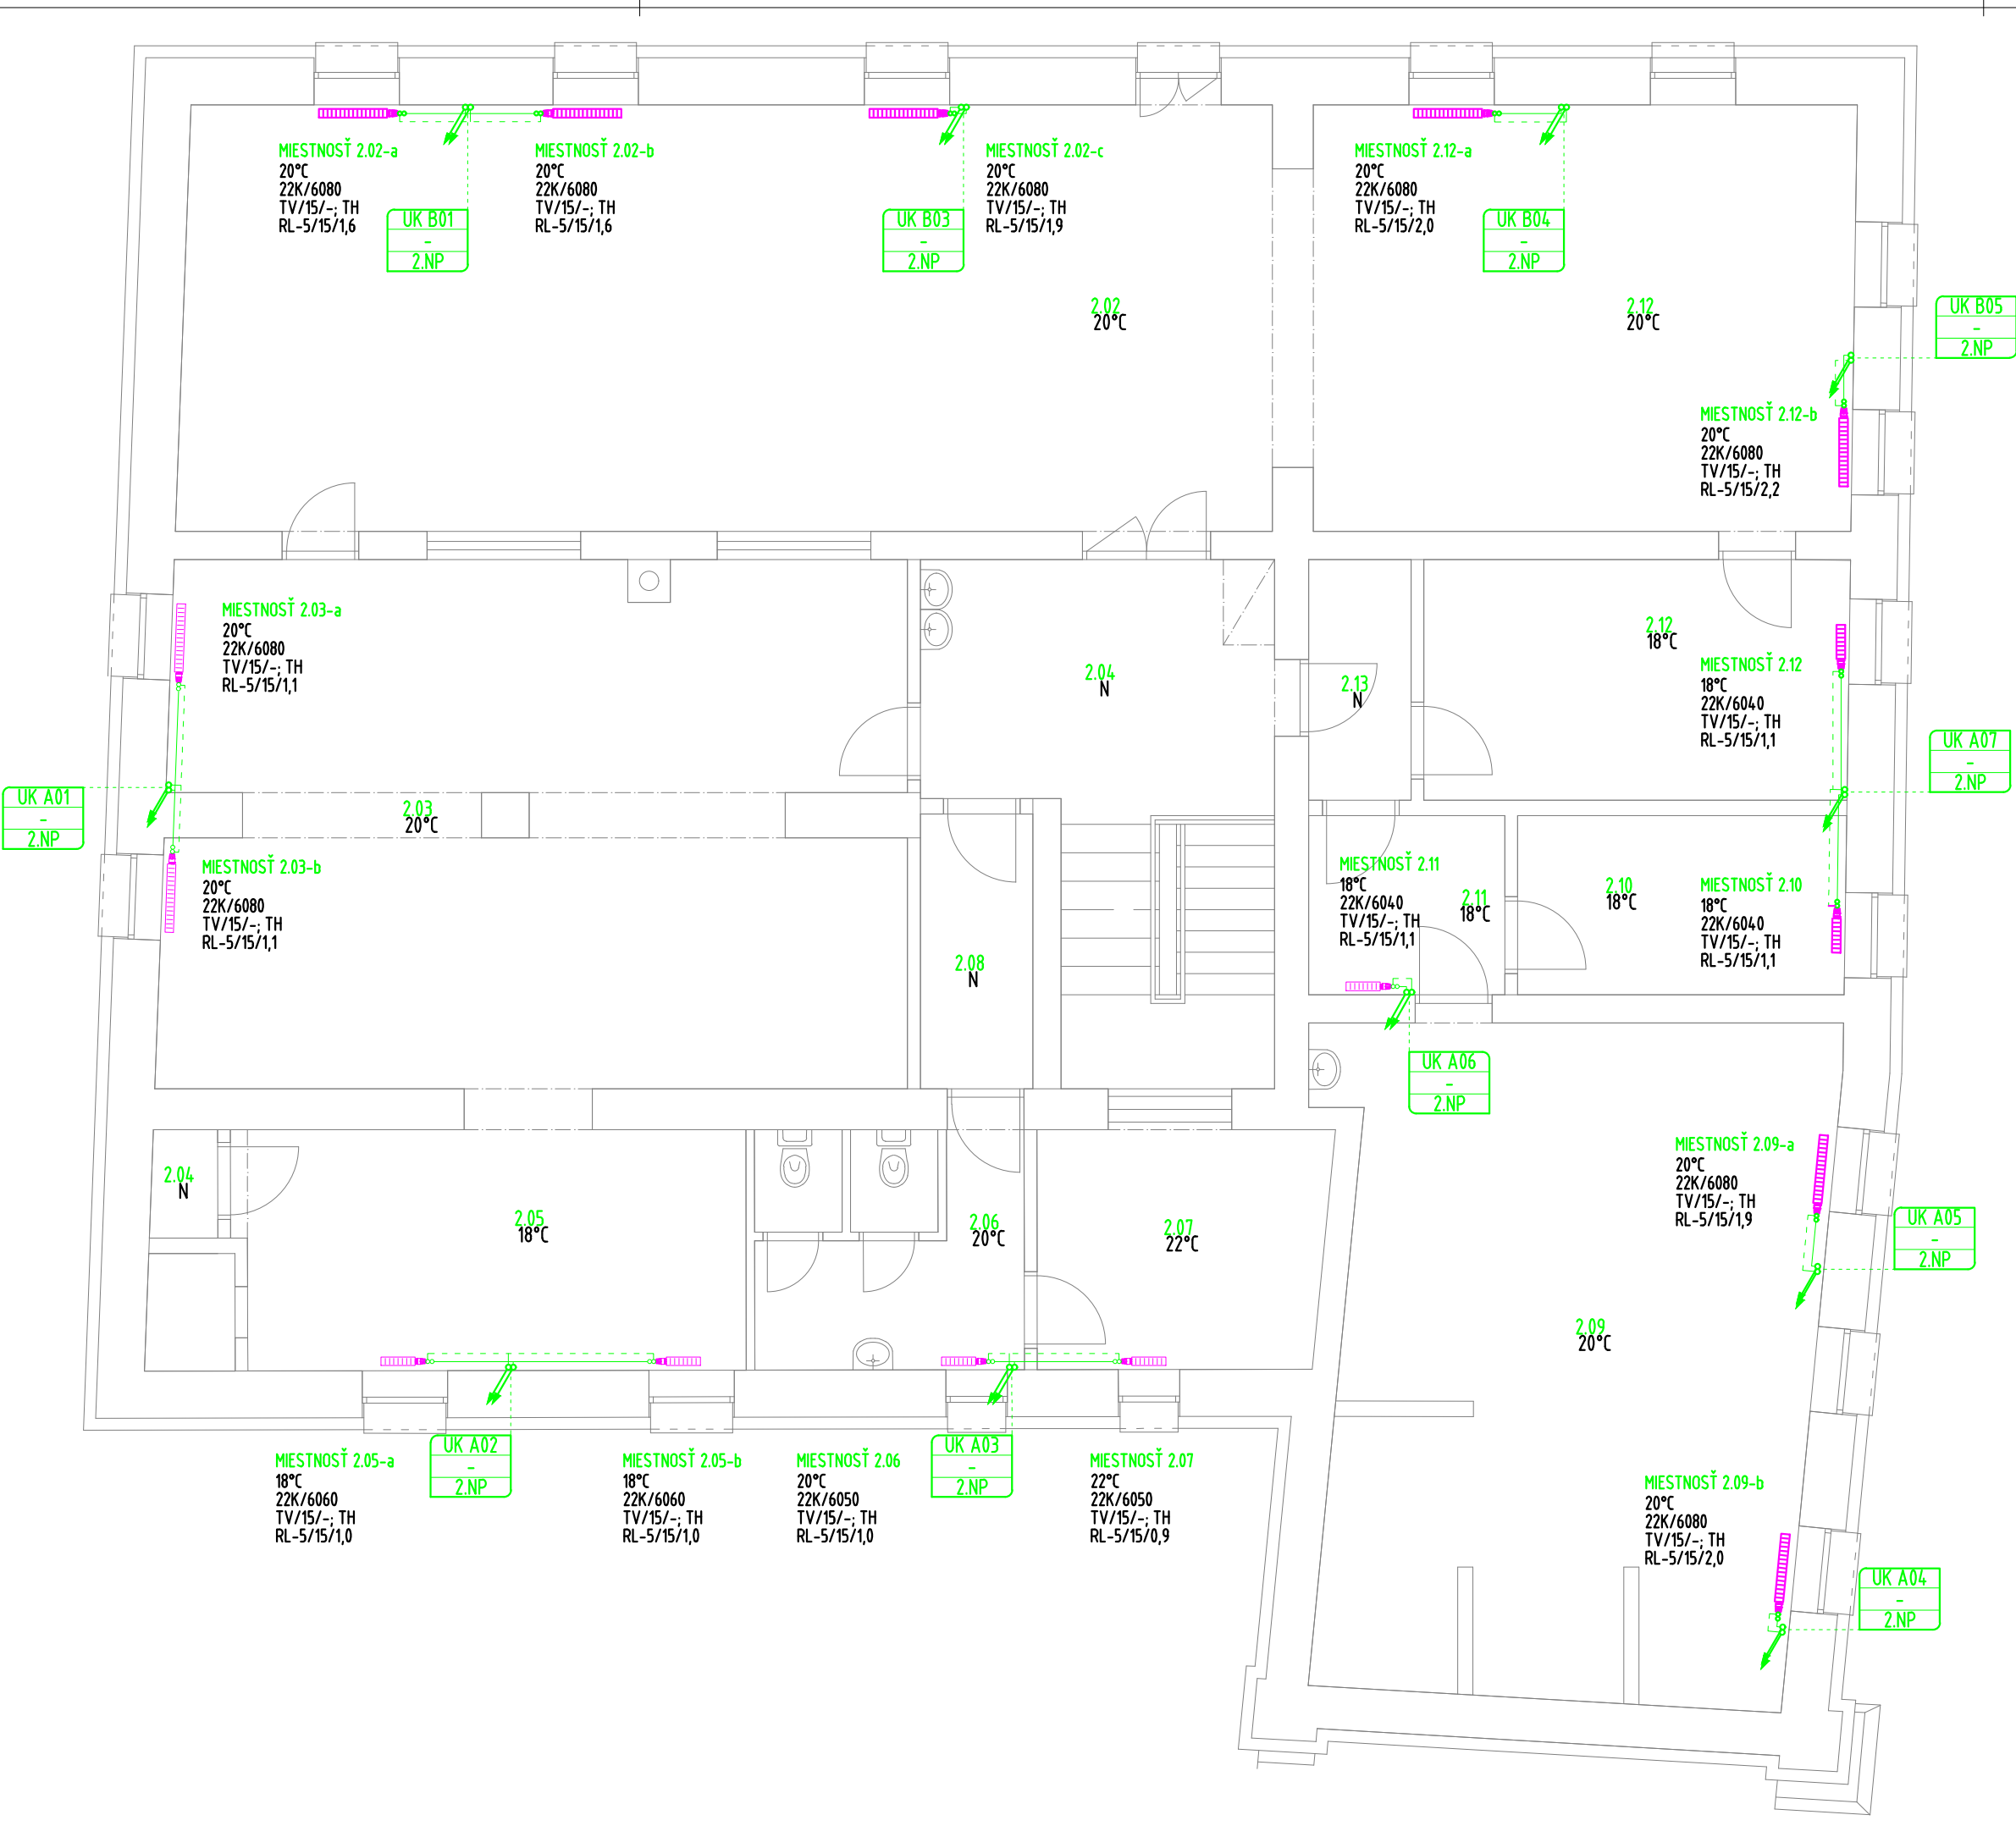 MIESTNOSŤ 2.02-a
20°C
22K/6080
TV/15/-; TH
RL-5/15/1,6
UK B01
-
2.NP
MIESTNOSŤ 2.02-b
20°C
22K/6080
TV/15/-; TH
RL-5/15/1,6
UK B03
-
2.NP
MIESTNOSŤ 2.02-c
20°C
22K/6080
TV/15/-; TH
RL-5/15/1,9
MIESTNOSŤ 2.12-a
20°C
22K/6080
TV/15/-; TH
RL-5/15/2,0
UK B04
-
2.NP
2.02
20°C
2.12
20°C
UK B05
-
2.NP
MIESTNOSŤ 2.12-b
20°C
22K/6080
TV/15/-; TH
RL-5/15/2,2
MIESTNOSŤ 2.03-a
20°C
22K/6080
TV/15/-; TH
RL-5/15/1,1
2.04
N
2.13
N
2.12
18°C
MIESTNOSŤ 2.12
18°C
22K/6040
TV/15/-; TH
RL-5/15/1,1
UK A07
-
2.NP
UK A01
-
2.NP
2.03
20°C
MIESTNOSŤ 2.03-b
20°C
22K/6080
TV/15/-; TH
RL-5/15/1,1
2.08
N
MIESTNOSŤ 2.11
18°C
22K/6040
TV/15/-; TH
RL-5/15/1,1
2.11
18°C
2.10
18°C
MIESTNOSŤ 2.10
18°C
22K/6040
TV/15/-; TH
RL-5/15/1,1
UK A06
-
2.NP
2.04
N
2.05
18°C
2.06
20°C
2.07
22°C
MIESTNOSŤ 2.09-a
20°C
22K/6080
TV/15/-; TH
RL-5/15/1,9
UK A05
-
2.NP
2.09
20°C
MIESTNOSŤ 2.05-a
18°C
22K/6060
TV/15/-; TH
RL-5/15/1,0
UK A02
-
2.NP
MIESTNOSŤ 2.05-b
18°C
22K/6060
TV/15/-; TH
RL-5/15/1,0
MIESTNOSŤ 2.06
20°C
22K/6050
TV/15/-; TH
RL-5/15/1,0
UK A03
-
2.NP
MIESTNOSŤ 2.07
22°C
22K/6050
TV/15/-; TH
RL-5/15/0,9
MIESTNOSŤ 2.09-b
20°C
22K/6080
TV/15/-; TH
RL-5/15/2,0
UK A04
-
2.NP